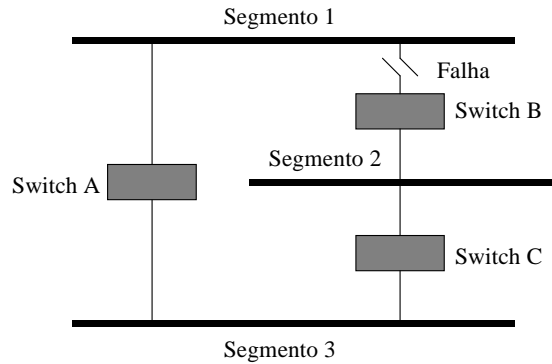 Segmento 1
Falha
Switch B
Segmento 2
Switch A
Switch C
Segmento 3